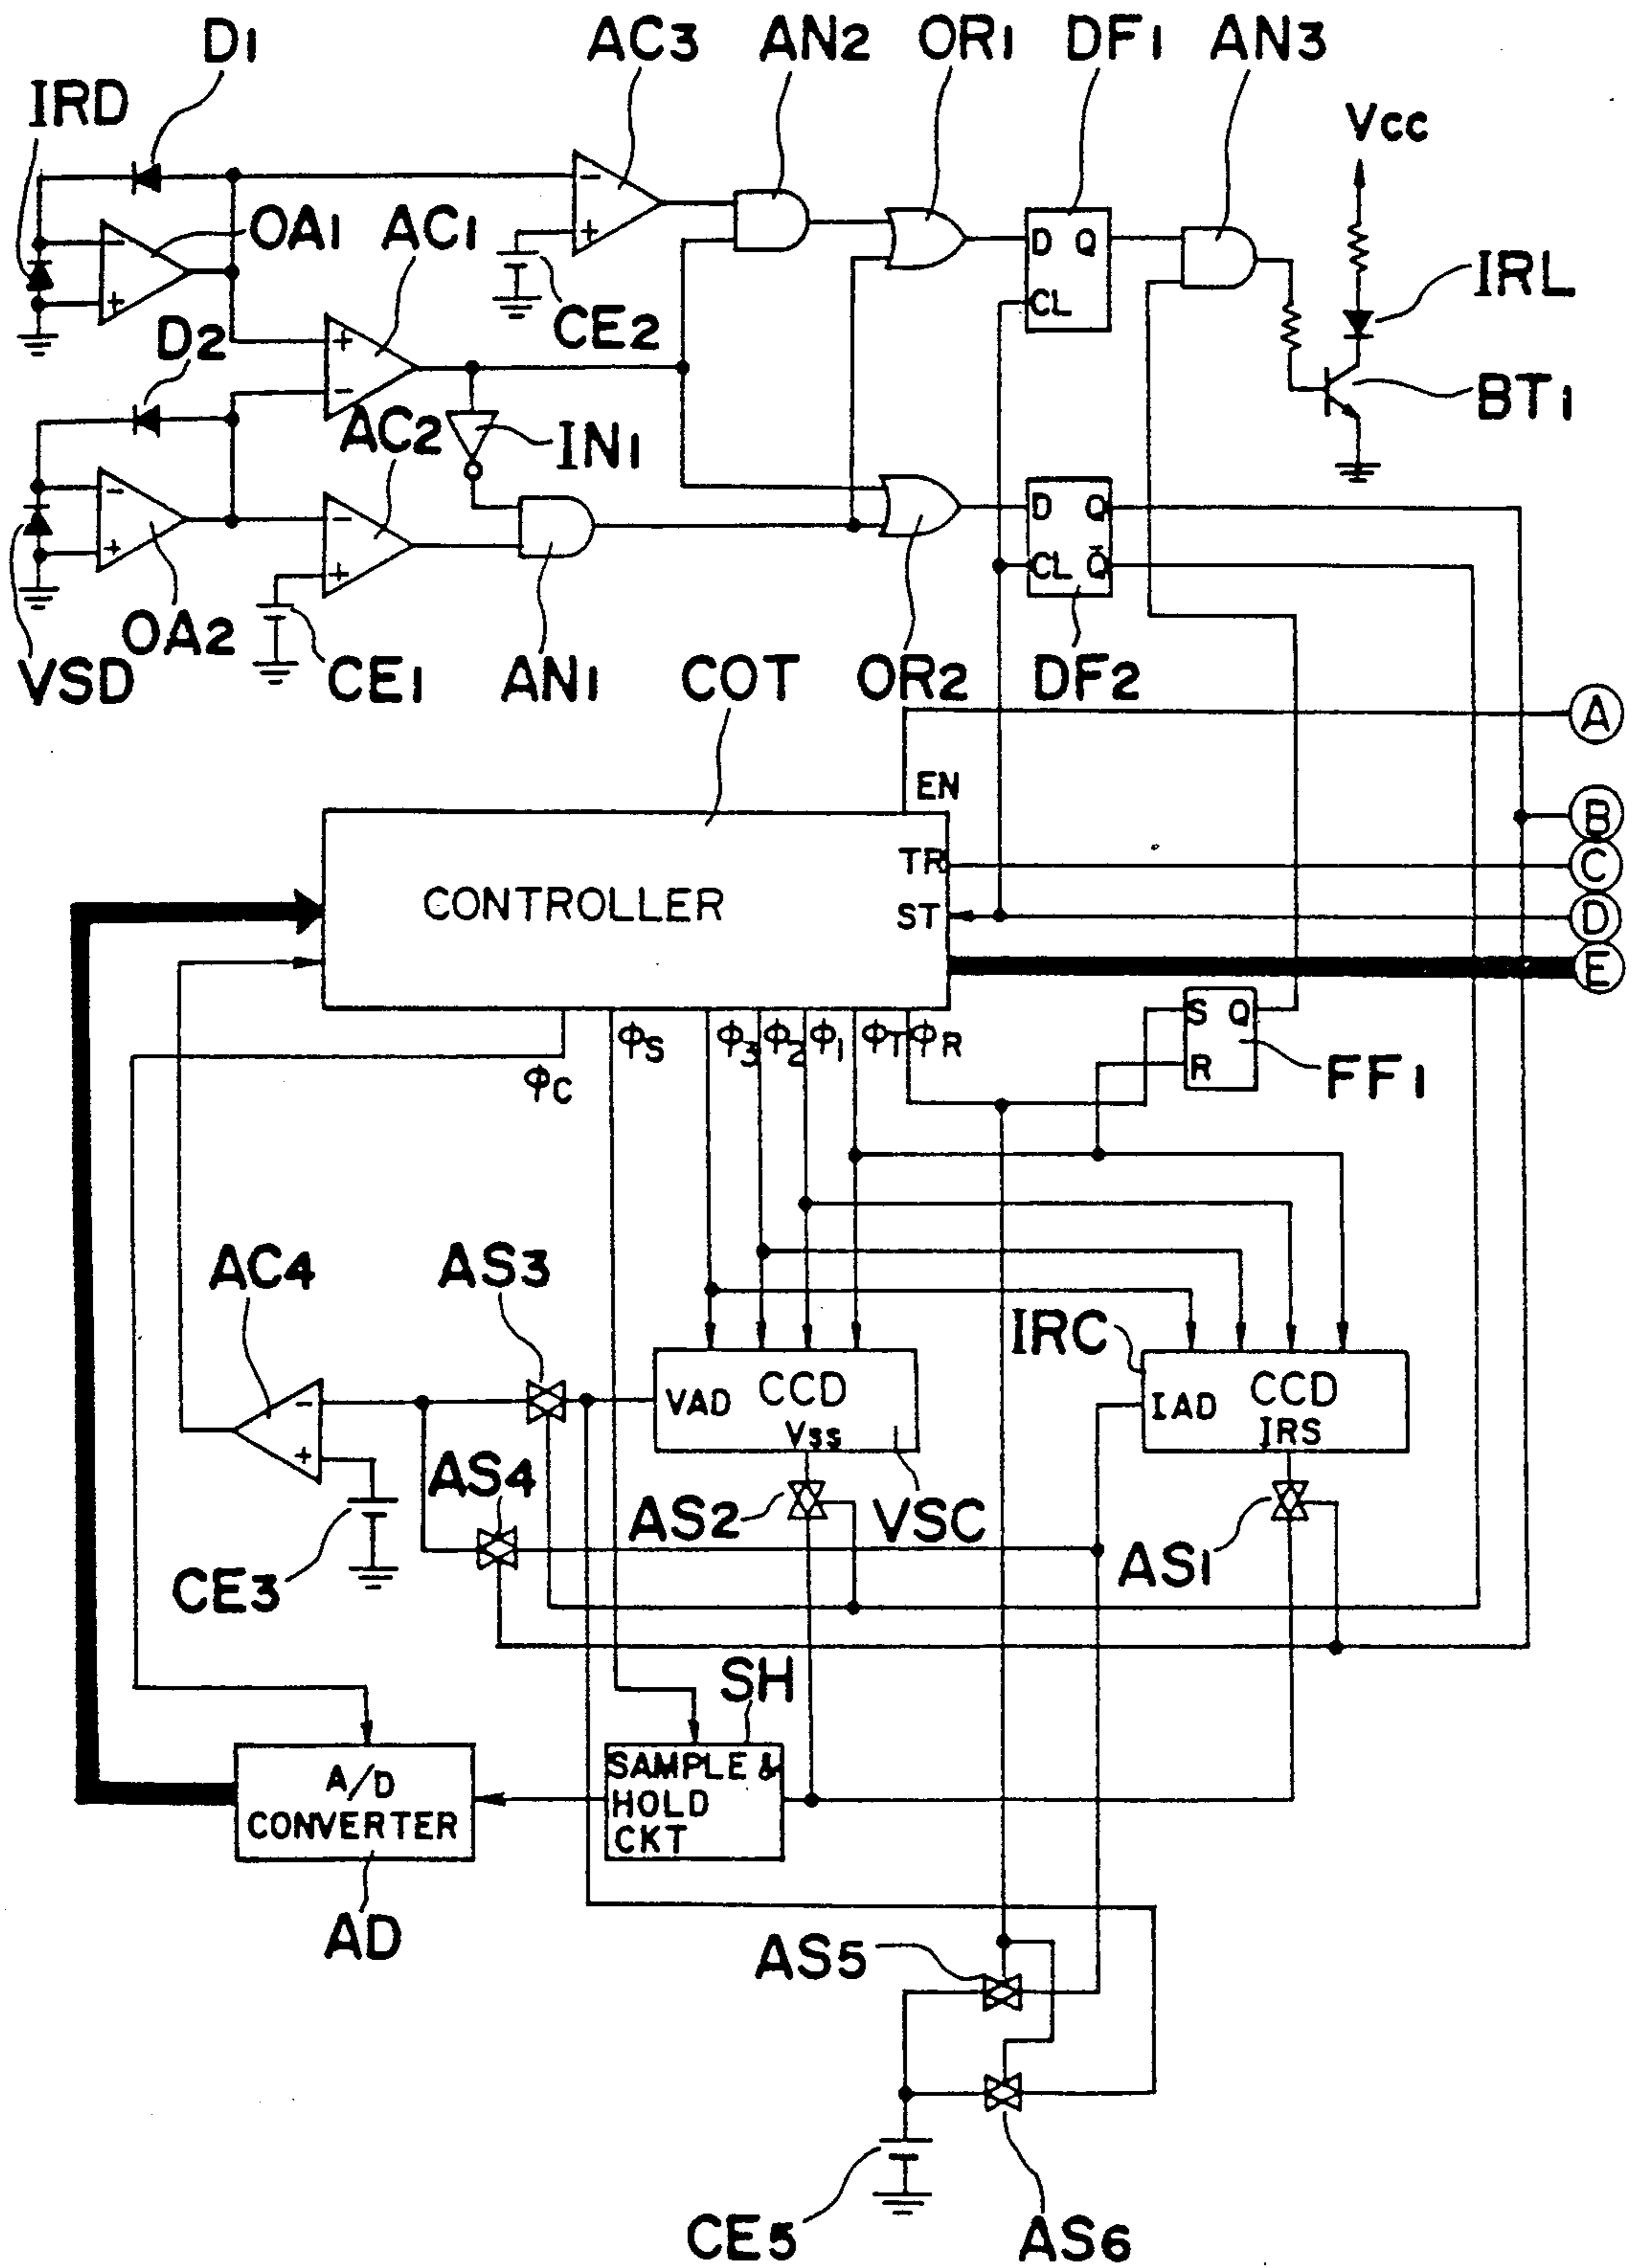 D1
AC3
AN2
OR1
DF1
AN3
IRD
Vcc
OA1
AC1
−
+
−
+
D Q
CL
IRL
D2
CE2
+
−
BT1
AC2
IN1
−
+
−
+
D Q
CL Q̄
OA2
VSD
CE1
AN1
COT
OR2
DF2
A
EN
B
TR
C
CONTROLLER
ST
D
E
φC
φS
φ3
φ2
φ1
φT
φR
S Q
R
FF1
AC4
AS3
IRC
VAD
CCD
Vss
IAD
CCD
IRS
−
+
AS4
AS2
VSC
AS1
CE3
SH
A/D
CONVERTER
SAMPLE &
HOLD
CKT
AD
AS5
CE5
AS6